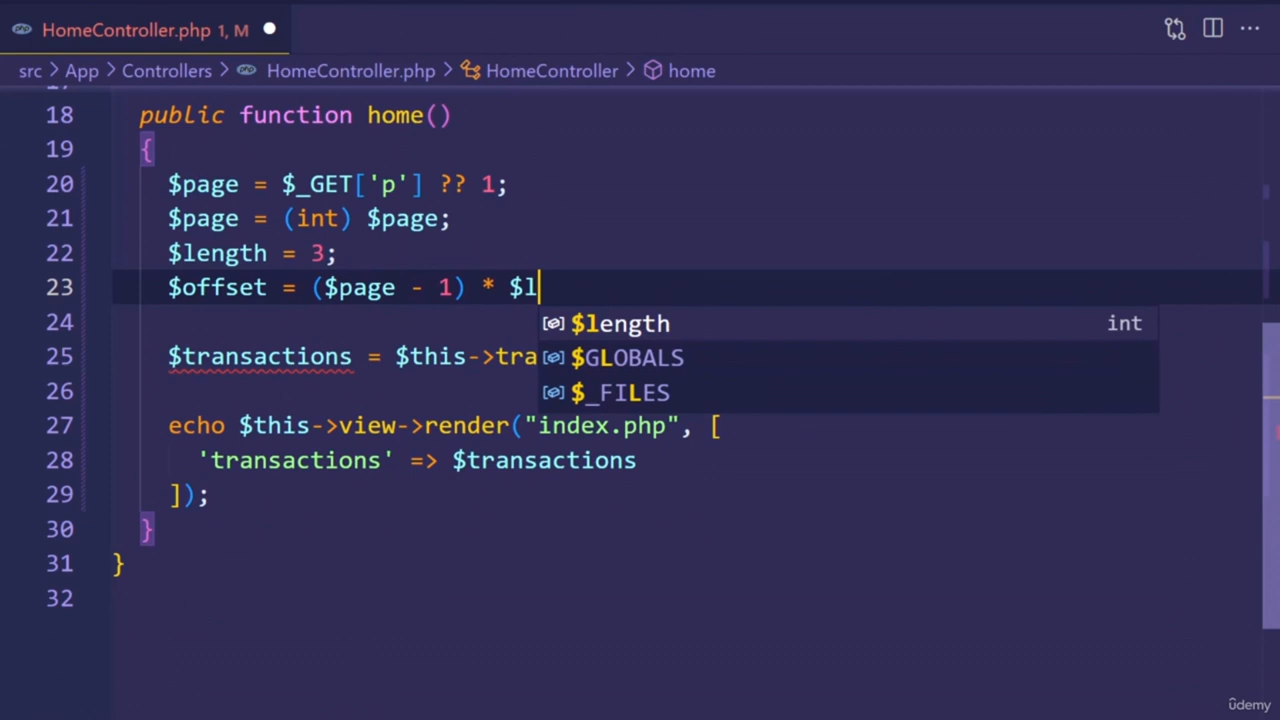 HomeController.php 1, M
src > App > Controllers > HomeController.php > HomeController > home
18 public function home()
19 {
20 $page = $_GET['p'] ?? 1;
21 $page = (int) $page;
22 $length = 3;
23 $offset = ($page - 1) * $l
$length int
24
$GLOBALS
25 $transactions = $this->tra
$_FILES
26
27 echo $this->view->render("index.php", [
28 'transactions' => $transactions
29 ]);
30 }
31 }
32
ûdemy